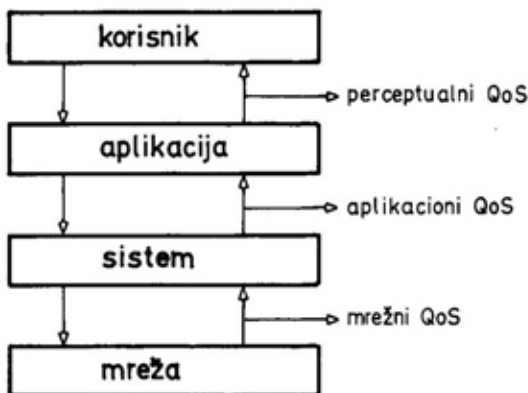 korisnik
perceptualni QoS
aplikacija
aplikacioni QoS
sistem
mrežni QoS
mreža